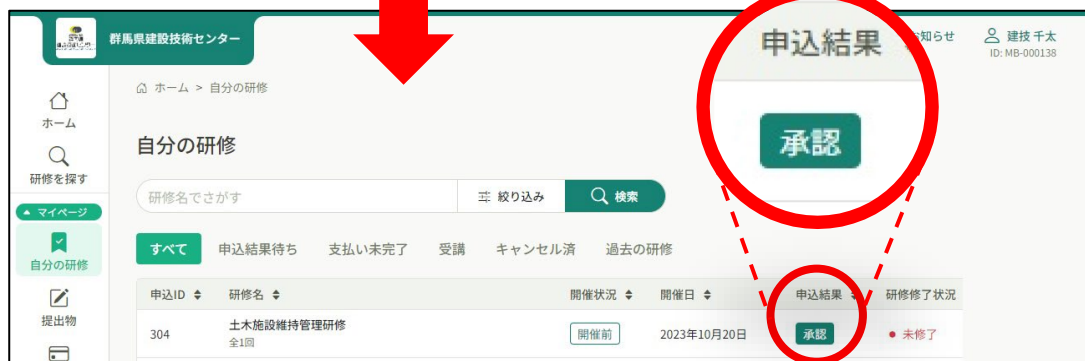 群馬県建設技術センター
お知らせ
建技 千太
ID: MB-000138
ホーム > 自分の研修
ホーム
研修を探す
マイページ
自分の研修
提出物
自分の研修
研修名でさがす
絞り込み
検索
すべて 申込結果待ち 支払い未完了 受講 キャンセル済 過去の研修
申込ID 研修名 開催状況 開催日 申込結果 研修修了状況
304 土木施設維持管理研修 開催前 2023年10月20日 承認 未修了
全1回
申込結果
承認